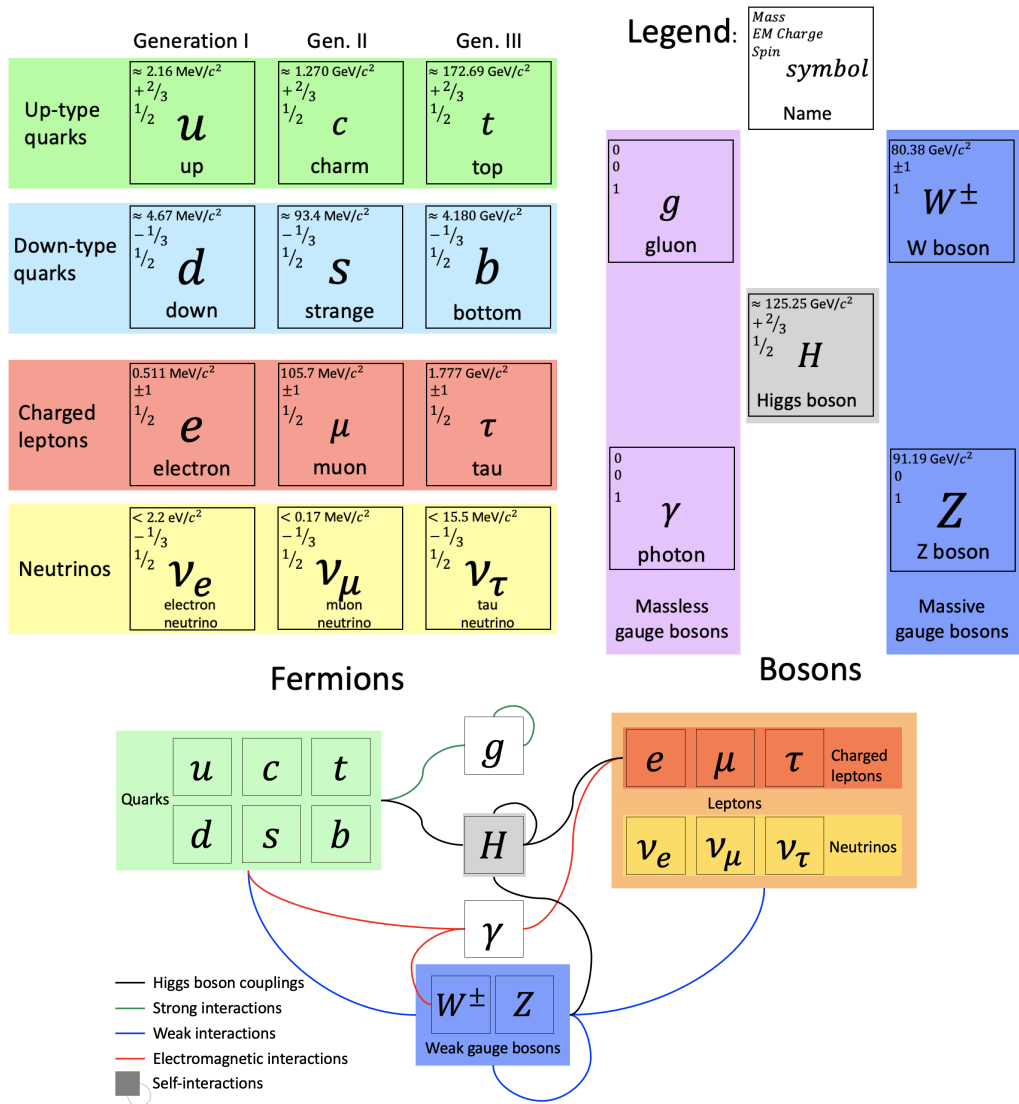 Generation I
Gen. II
Gen. III
Legend:
Mass
EM Charge
Spin
symbol
Name
Up-type
quarks
≈ 2.16 MeV/c²
+ 2/3
1/2
u
up
≈ 1.270 GeV/c²
+ 2/3
1/2
c
charm
≈ 172.69 GeV/c²
+ 2/3
1/2
t
top
Down-type
quarks
≈ 4.67 MeV/c²
− 1/3
1/2
d
down
≈ 93.4 MeV/c²
− 1/3
1/2
s
strange
≈ 4.180 GeV/c²
− 1/3
1/2
b
bottom
Charged
leptons
0.511 MeV/c²
±1
1/2
e
electron
105.7 MeV/c²
±1
1/2
μ
muon
1.777 GeV/c²
±1
1/2
τ
tau
Neutrinos
< 2.2 eV/c²
− 1/3
1/2
νe
electron
neutrino
< 0.17 MeV/c²
− 1/3
1/2
νμ
muon
neutrino
< 15.5 MeV/c²
− 1/3
1/2
ντ
tau
neutrino
Fermions
0
0
1
g
gluon
80.38 GeV/c²
±1
1
W±
W boson
≈ 125.25 GeV/c²
+ 2/3
1/2
H
Higgs boson
0
0
1
γ
photon
91.19 GeV/c²
0
1
Z
Z boson
Massless
gauge bosons
Massive
gauge bosons
Bosons
Quarks
u c t
d s b
g
H
γ
W± Z
Weak gauge bosons
e μ τ
Charged
leptons
Leptons
νe νμ ντ
Neutrinos
Higgs boson couplings
Strong interactions
Weak interactions
Electromagnetic interactions
Self-interactions